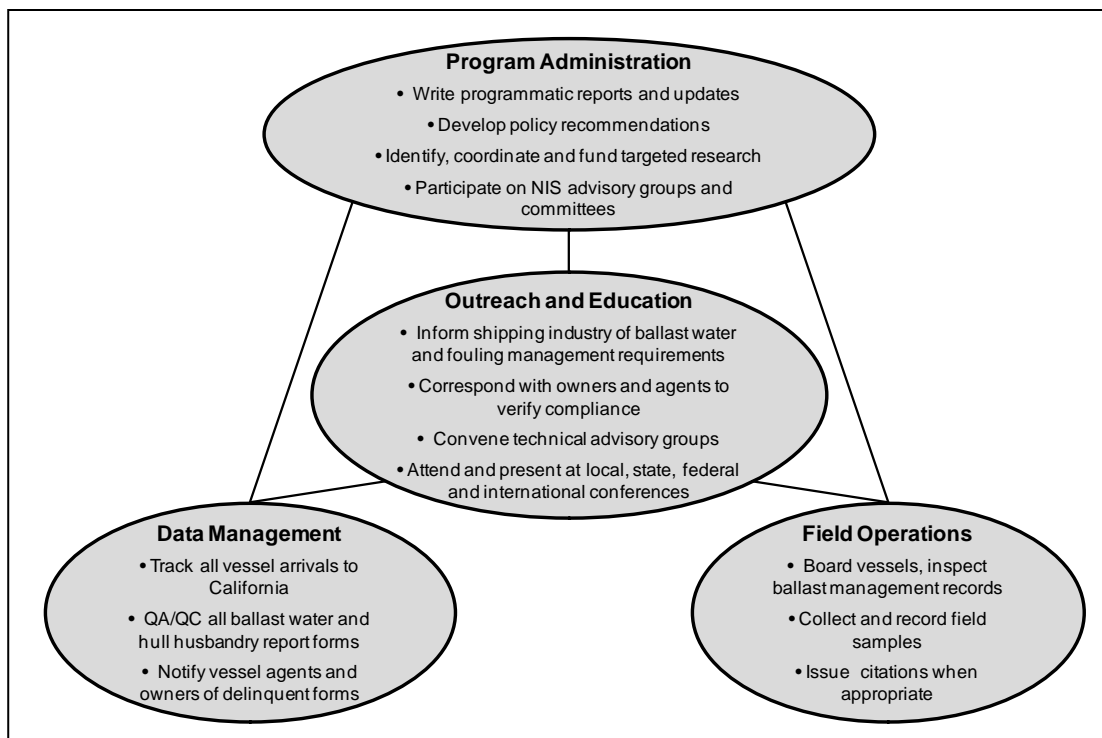 Program Administration
• Write programmatic reports and updates
• Develop policy recommendations
• Identify, coordinate and fund targeted research
• Participate on NIS advisory groups and
committees
Outreach and Education
• Inform shipping industry of ballast water
and fouling management requirements
• Correspond with owners and agents to
verify compliance
• Convene technical advisory groups
• Attend and present at local, state, federal
and international conferences
Data Management
• Track all vessel arrivals to
California
• QA/QC all ballast water and
hull husbandry report forms
• Notify vessel agents and
owners of delinquent forms
Field Operations
• Board vessels, inspect
ballast management records
• Collect and record field
samples
• Issue citations when
appropriate